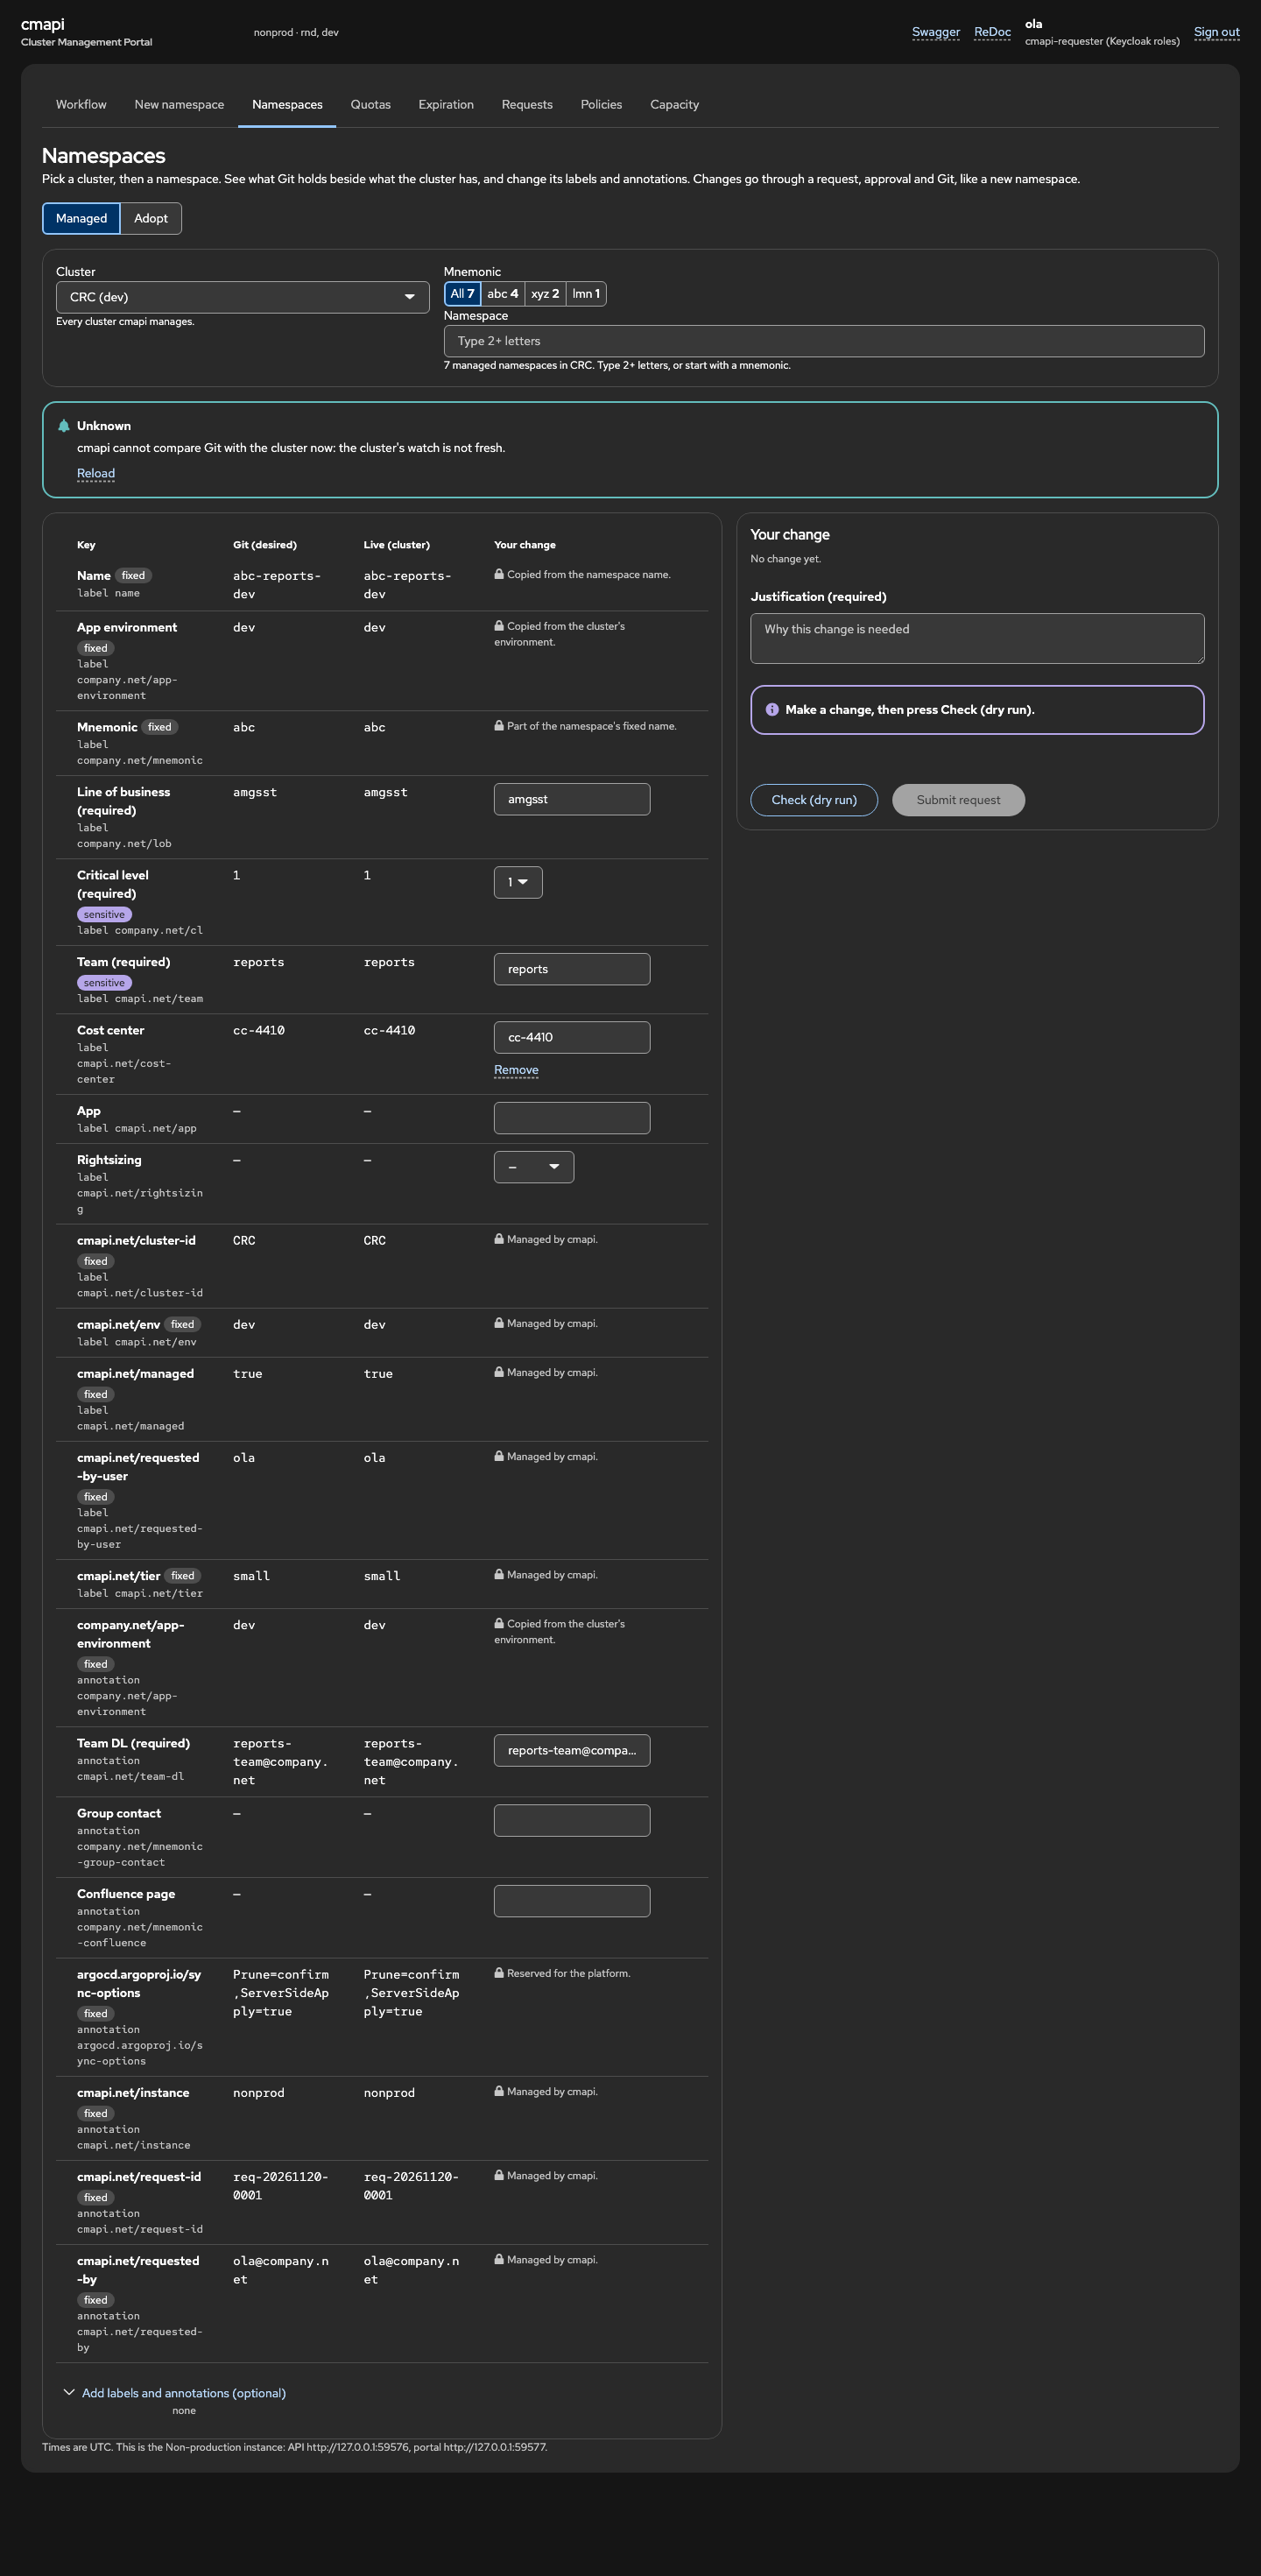 cmapi
Cluster Management Portal
nonprod · rnd, dev
Swagger
ReDoc
ola
cmapi-requester (Keycloak roles)
Sign out
Workflow
New namespace
Namespaces
Quotas
Expiration
Requests
Policies
Capacity
Namespaces
Pick a cluster, then a namespace. See what Git holds beside what the cluster has, and change its labels and annotations. Changes go through a request, approval and Git, like a new namespace.
Managed
Adopt
Cluster
CRC (dev)
Every cluster cmapi manages.
Mnemonic
All 7
abc 4
xyz 2
lmn 1
Namespace
Type 2+ letters
7 managed namespaces in CRC. Type 2+ letters, or start with a mnemonic.
Unknown
cmapi cannot compare Git with the cluster now: the cluster's watch is not fresh.
Reload
Key
Git (desired)
Live (cluster)
Your change
Name fixed
label name
abc-reports-
dev
abc-reports-
dev
Copied from the namespace name.
App environment
fixed
label
company.net/app-
environment
dev
dev
Copied from the cluster's
environment.
Mnemonic fixed
label
company.net/mnemonic
abc
abc
Part of the namespace's fixed name.
Line of business
(required)
label
company.net/lob
amgsst
amgsst
amgsst
Critical level
(required)
sensitive
label company.net/cl
1
1
1
Team (required)
sensitive
label cmapi.net/team
reports
reports
reports
Cost center
label
cmapi.net/cost-
center
cc-4410
cc-4410
cc-4410
Remove
App
label cmapi.net/app
—
—
Rightsizing
label
cmapi.net/rightsizin
g
—
—
—
cmapi.net/cluster-id
fixed
label
cmapi.net/cluster-id
CRC
CRC
Managed by cmapi.
cmapi.net/env fixed
label cmapi.net/env
dev
dev
Managed by cmapi.
cmapi.net/managed
fixed
label
cmapi.net/managed
true
true
Managed by cmapi.
cmapi.net/requested
-by-user
fixed
label
cmapi.net/requested-
by-user
ola
ola
Managed by cmapi.
cmapi.net/tier fixed
label cmapi.net/tier
small
small
Managed by cmapi.
company.net/app-
environment
fixed
annotation
company.net/app-
environment
dev
dev
Copied from the cluster's
environment.
Team DL (required)
annotation
cmapi.net/team-dl
reports-
team@company.
net
reports-
team@company.
net
reports-team@compa...
Group contact
annotation
company.net/mnemonic
-group-contact
—
—
Confluence page
annotation
company.net/mnemonic
-confluence
—
—
argocd.argoproj.io/sy
nc-options
fixed
annotation
argocd.argoproj.io/s
ync-options
Prune=confirm
,ServerSideAp
ply=true
Prune=confirm
,ServerSideAp
ply=true
Reserved for the platform.
cmapi.net/instance
fixed
annotation
cmapi.net/instance
nonprod
nonprod
Managed by cmapi.
cmapi.net/request-id
fixed
annotation
cmapi.net/request-id
req-20261120-
0001
req-20261120-
0001
Managed by cmapi.
cmapi.net/requested
-by
fixed
annotation
cmapi.net/requested-
by
ola@company.n
et
ola@company.n
et
Managed by cmapi.
Add labels and annotations (optional)
none
Your change
No change yet.
Justification (required)
Why this change is needed
Make a change, then press Check (dry run).
Check (dry run)
Submit request
Times are UTC. This is the Non-production instance: API http://127.0.0.1:59576, portal http://127.0.0.1:59577.